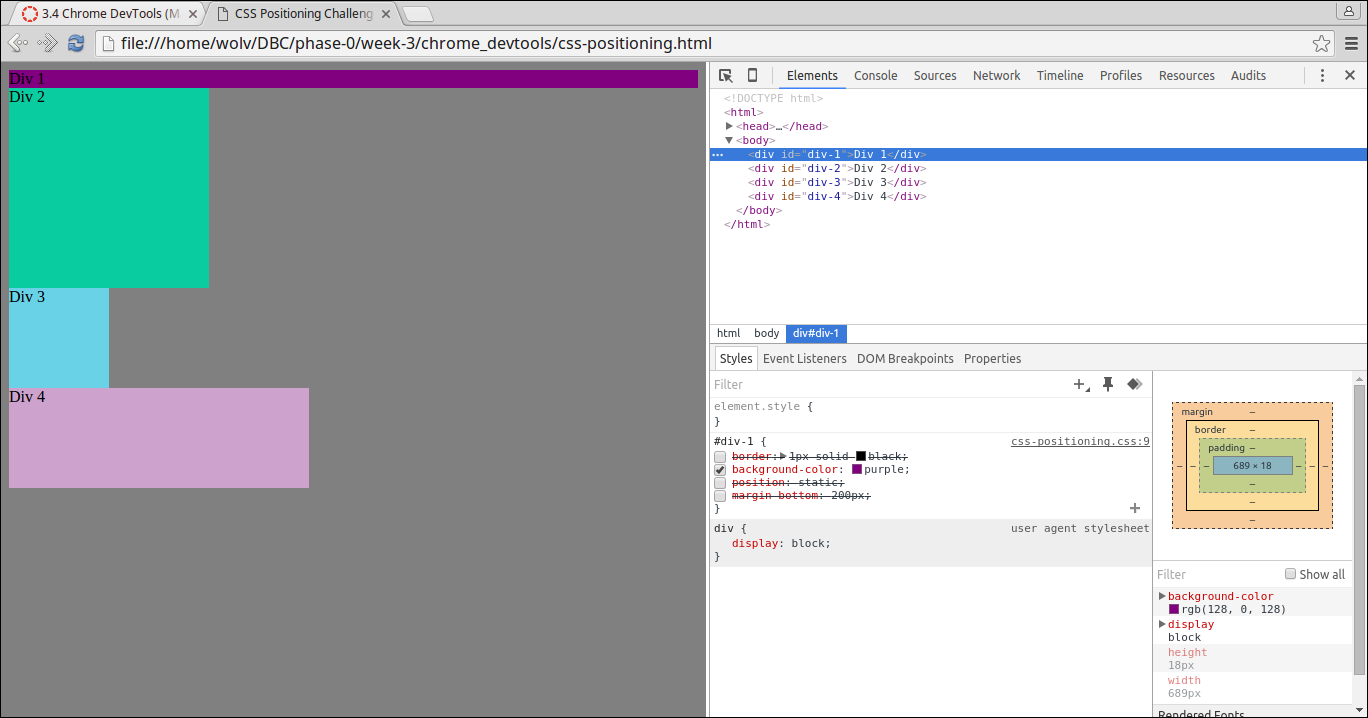 3.4 Chrome DevTools (M
CSS Positioning Challeng
file:///home/wolv/DBC/phase-0/week-3/chrome_devtools/css-positioning.html
Div 1
Div 2
Div 3
Div 4
Elements Console Sources Network Timeline Profiles Resources Audits
<!DOCTYPE html>
<html>
<head>…</head>
<body>
<div id="div-1">Div 1</div>
<div id="div-2">Div 2</div>
<div id="div-3">Div 3</div>
<div id="div-4">Div 4</div>
</body>
</html>
html body div#div-1
Styles Event Listeners DOM Breakpoints Properties
Filter
element.style {
}
#div-1 { css-positioning.css:9
border: 1px solid black;
background-color: purple;
position: static;
margin-bottom: 200px;
}
div { user agent stylesheet
display: block;
}
margin –
border –
padding –
– – – 689 × 18 – – –
–
–
–
Filter Show all
background-color
rgb(128, 0, 128)
display
block
height
18px
width
689px
Rendered Fonts